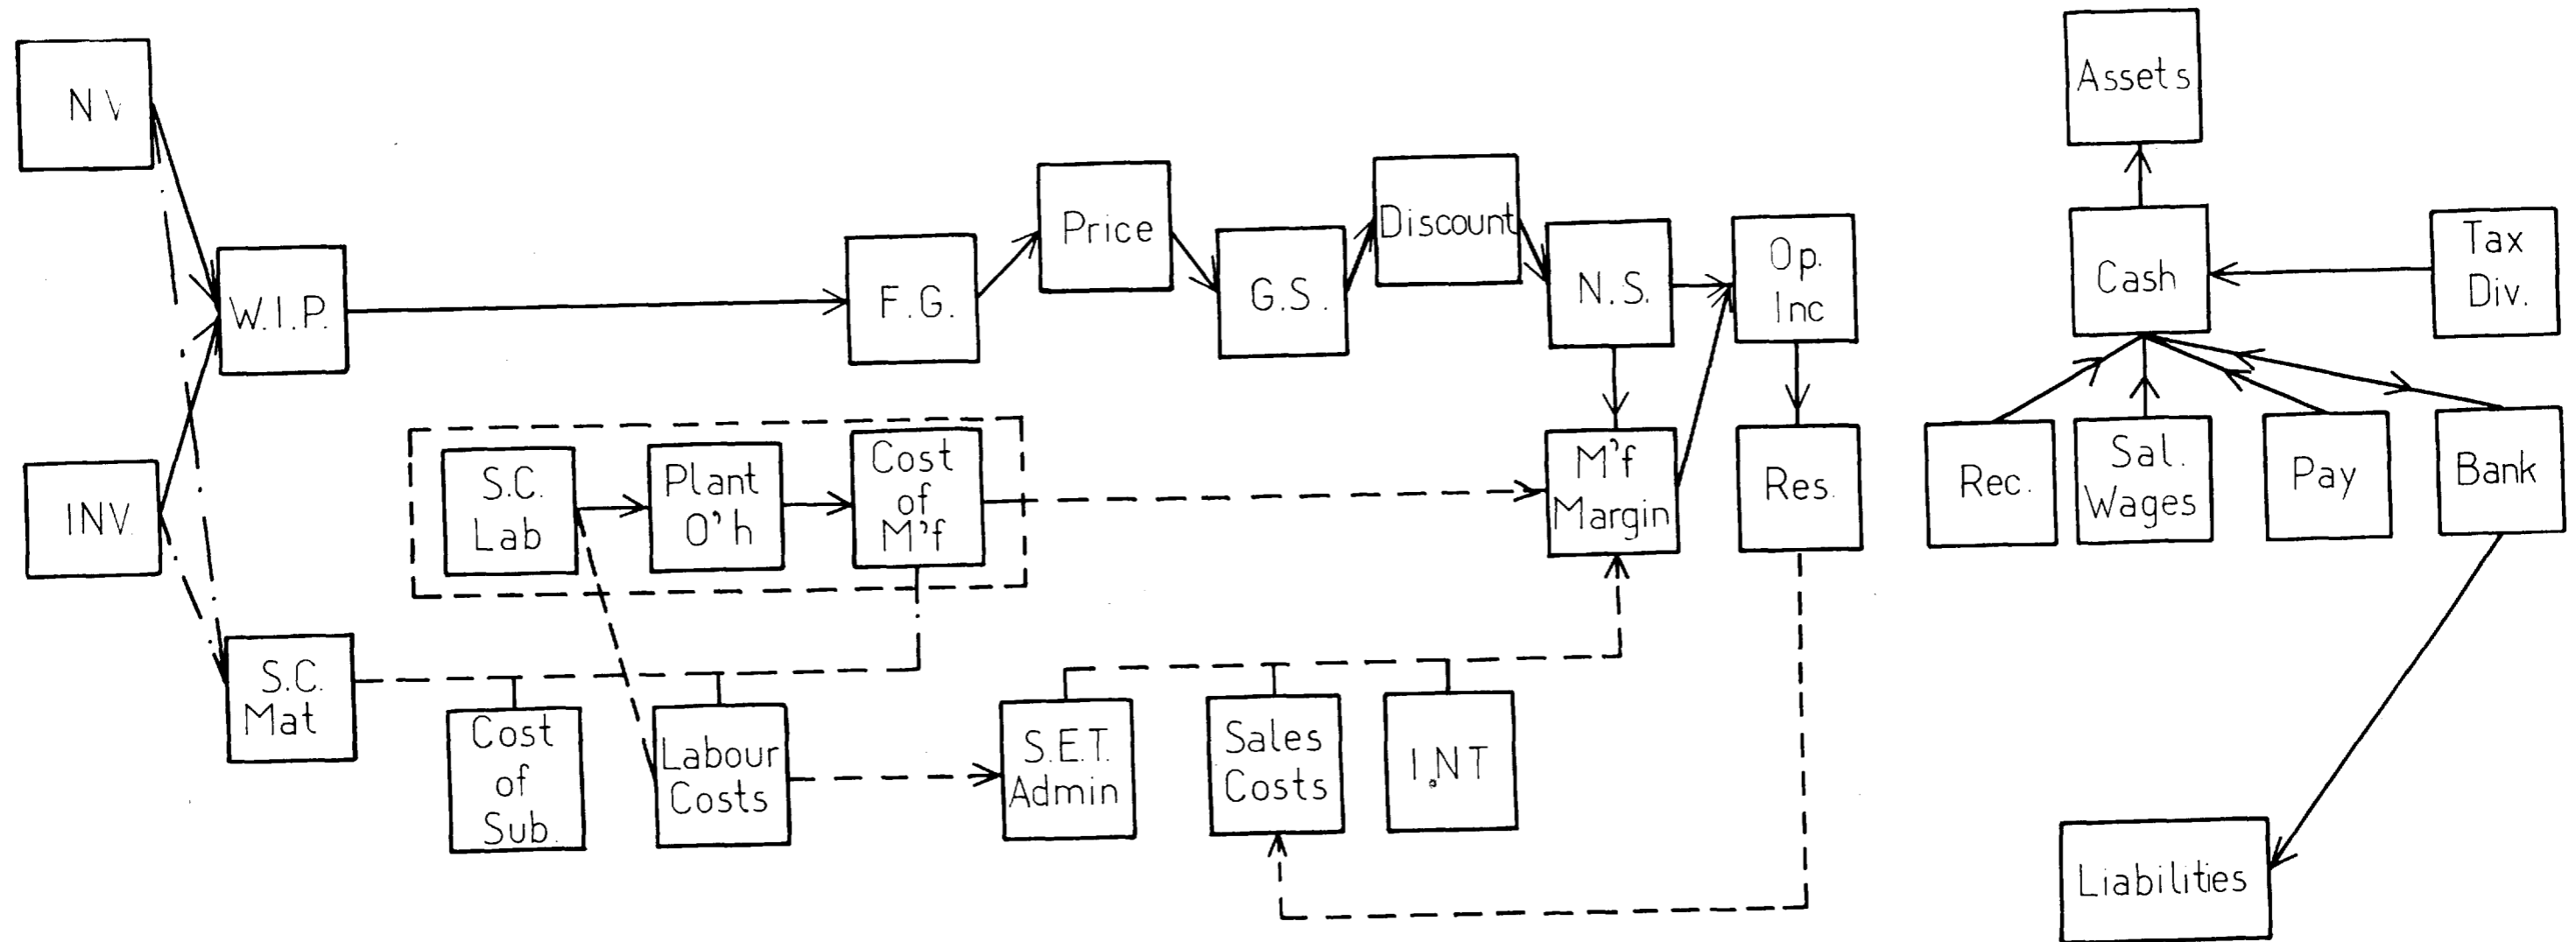 NV
Assets
Price
Discount
W.I.P.
F.G.
G.S.
N.S.
Op.
Inc
Cash
Tax
Div.
INV.
S.C.
Lab
Plant
O'h
Cost
of
M'f
M'f
Margin
Res.
Rec.
Sal.
Wages
Pay
Bank
S.C.
Mat
Cost
of
Sub.
Labour
Costs
S.E.T.
Admin
Sales
Costs
I.NT
Liabilities